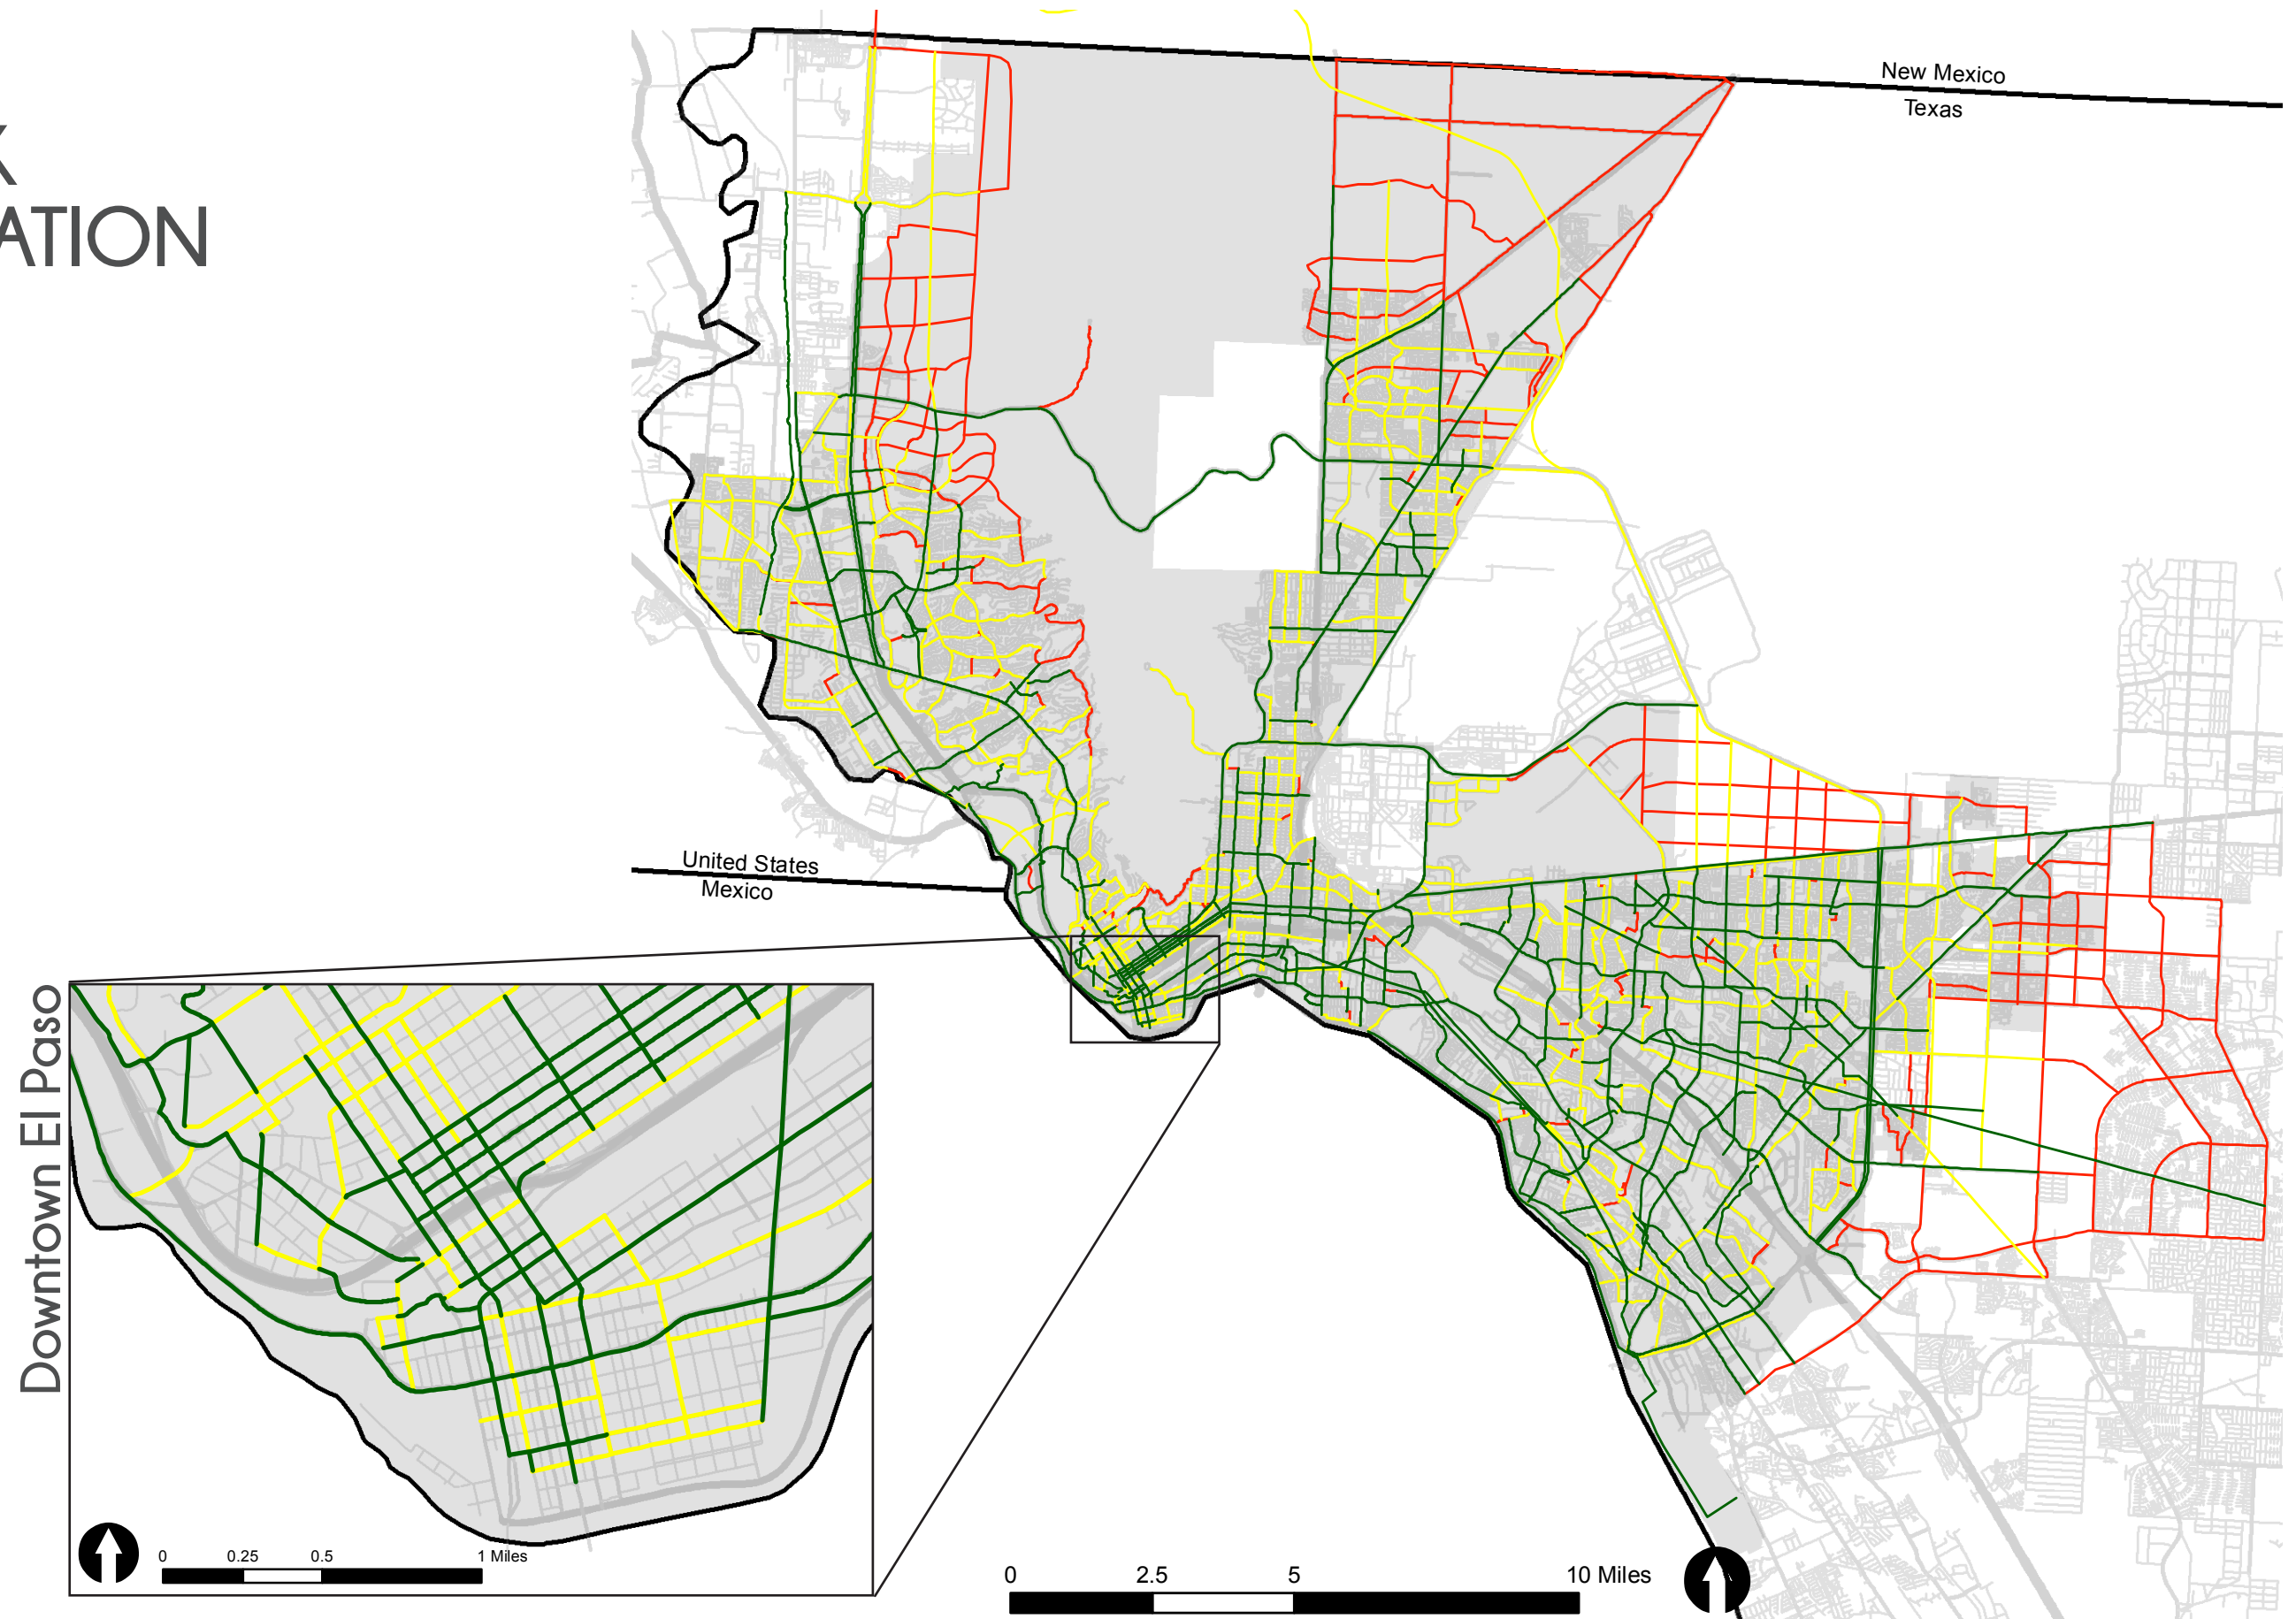 New Mexico
Texas
ATION
United States
Mexico
Downtown El Paso
0 0.25 0.5 1 Miles
0 2.5 5 10 Miles